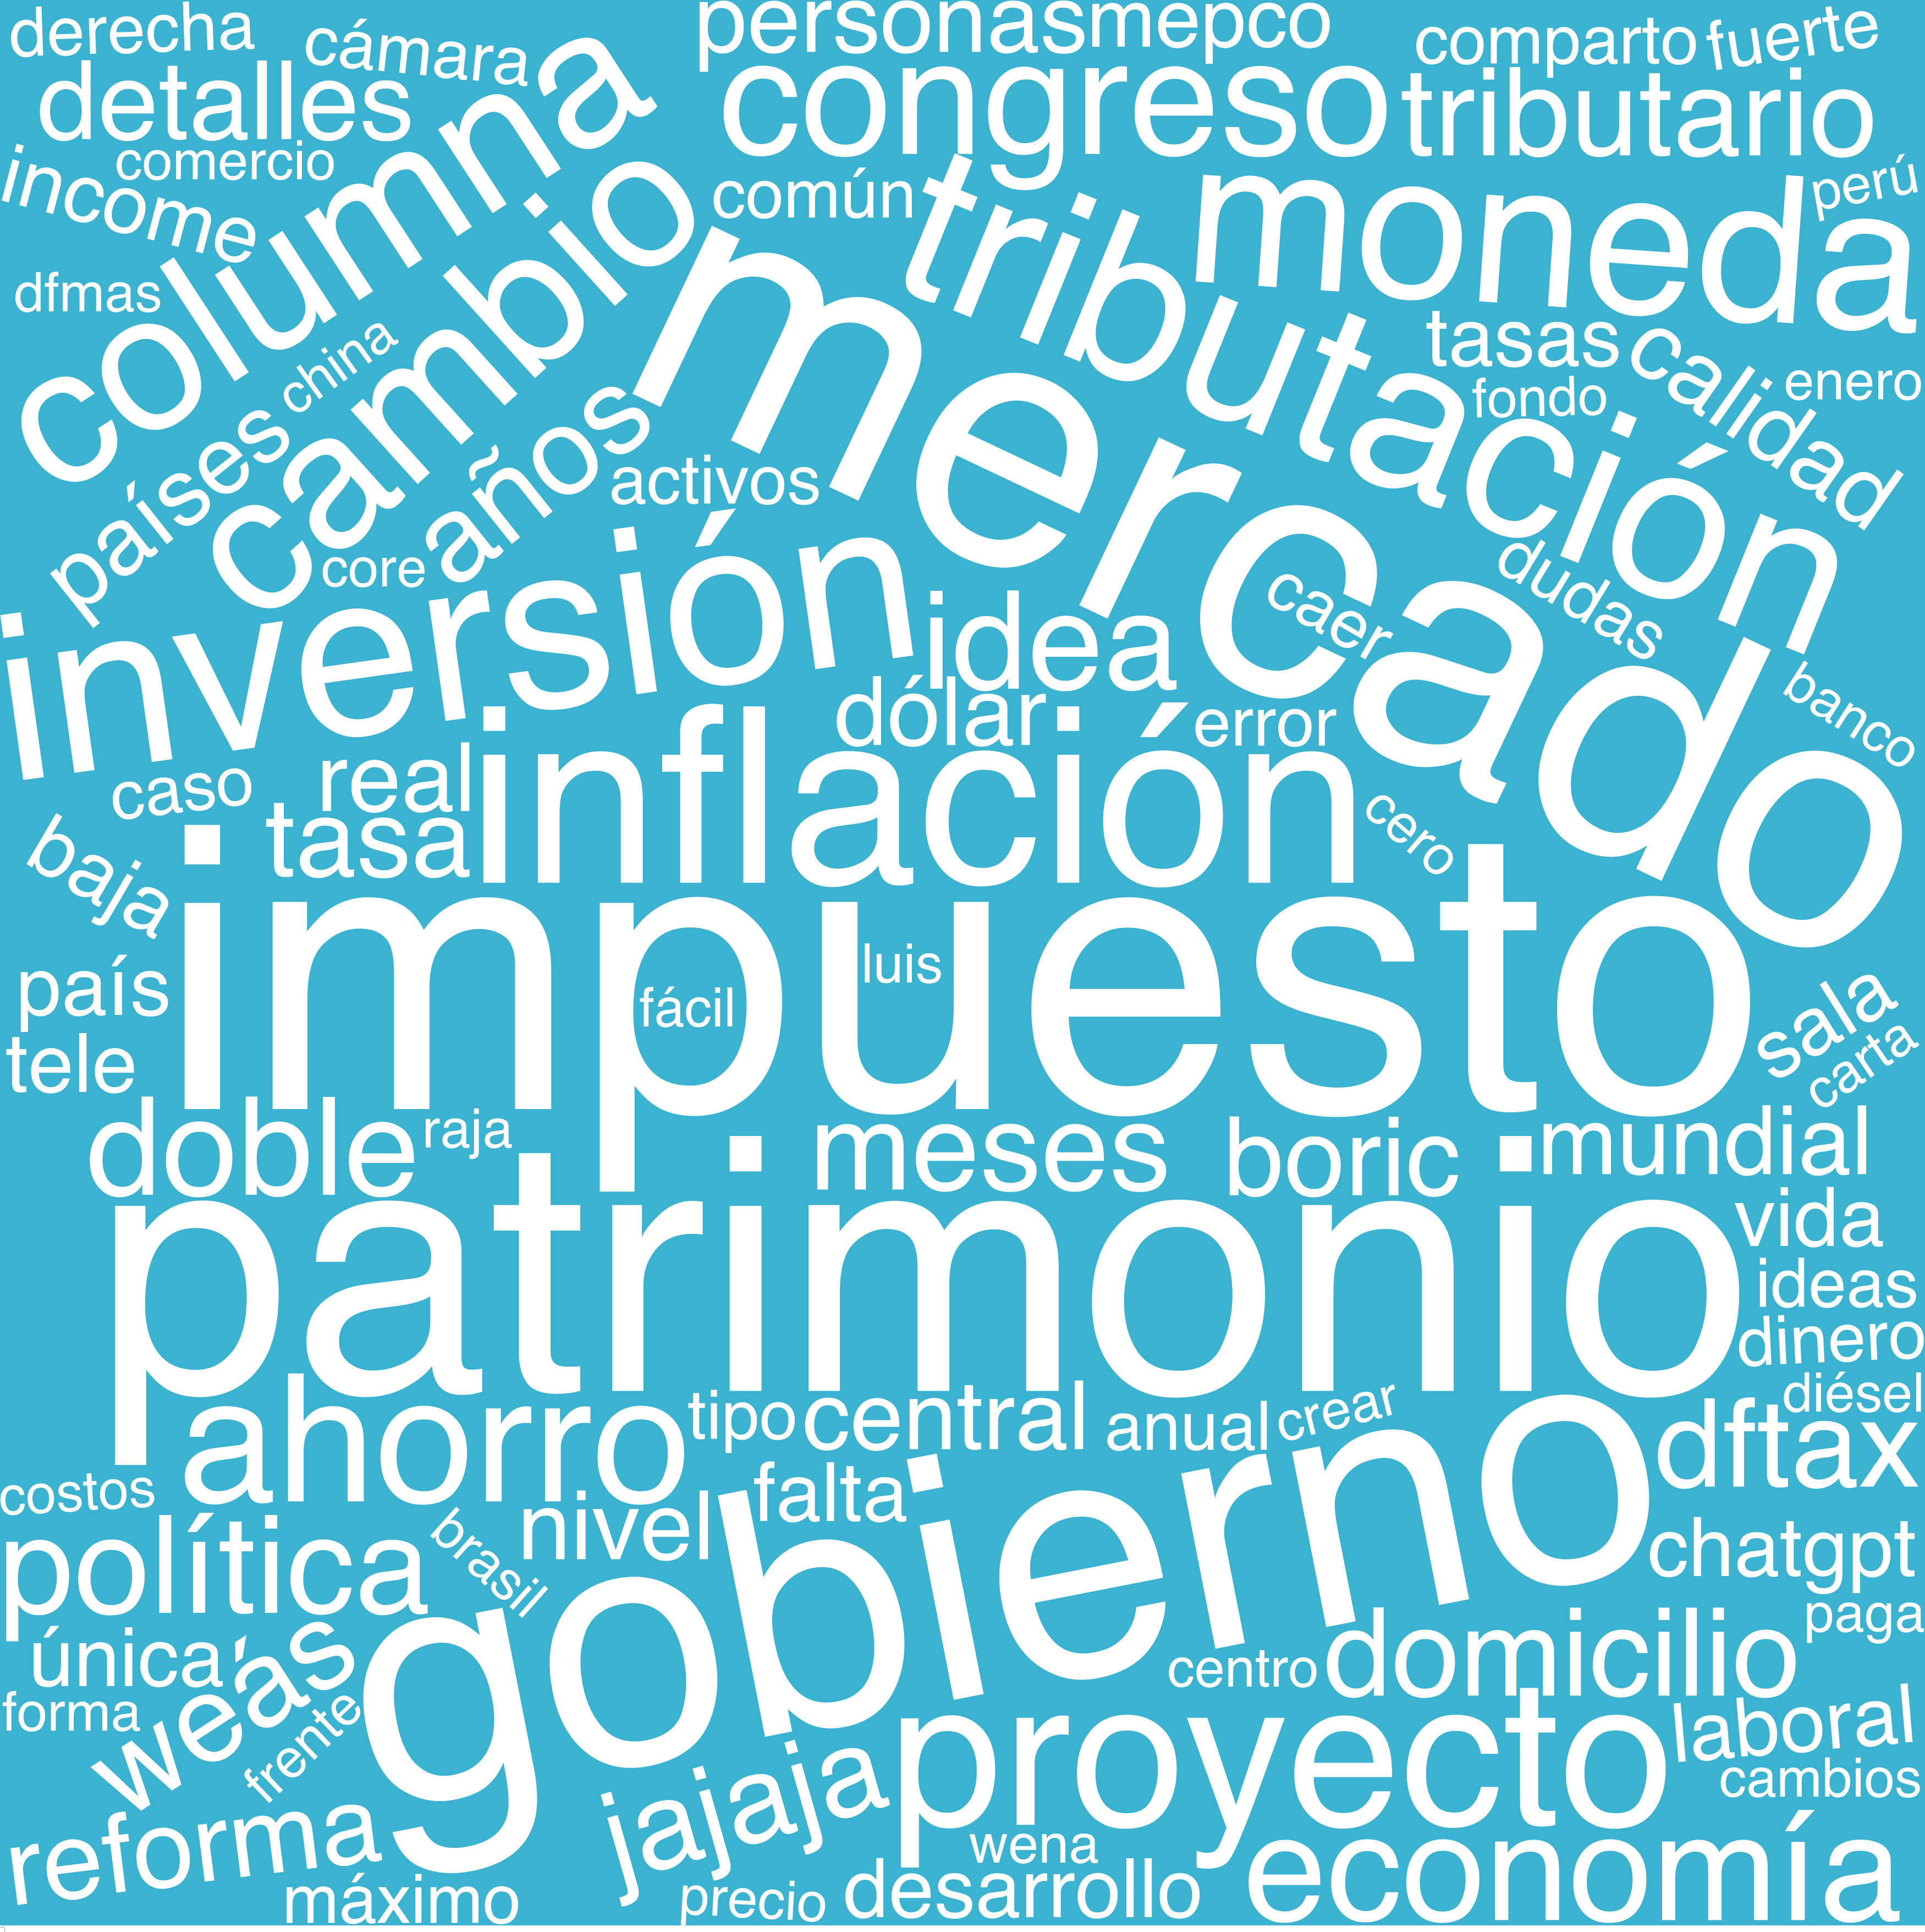 derecha
cámara
personas
mepco
comparto
fuerte
detalles
columna
congreso
tributario
comercio
income
cambio
común
tributación
moneda
perú
dfmas
china
mercado
tasas
calidad
fondo
enero
países
años
activos
core
inversión
idea
caer
dudas
dólar
error
banco
caso
real
inflación
tasa
cero
baja
impuesto
país
fácil
luis
sala
tele
carta
doble
raja
meses
boric
mundial
patrimonio
vida
ideas
dinero
ahorro
tipo
central
anual
crear
diésel
dftax
costos
nivel
falta
gobierno
política
brasil
chatgpt
única
weás
paga
centro
domicilio
forma
frente
proyecto
laboral
cambios
reforma
jajaja
wena
economía
máximo
precio
desarrollo